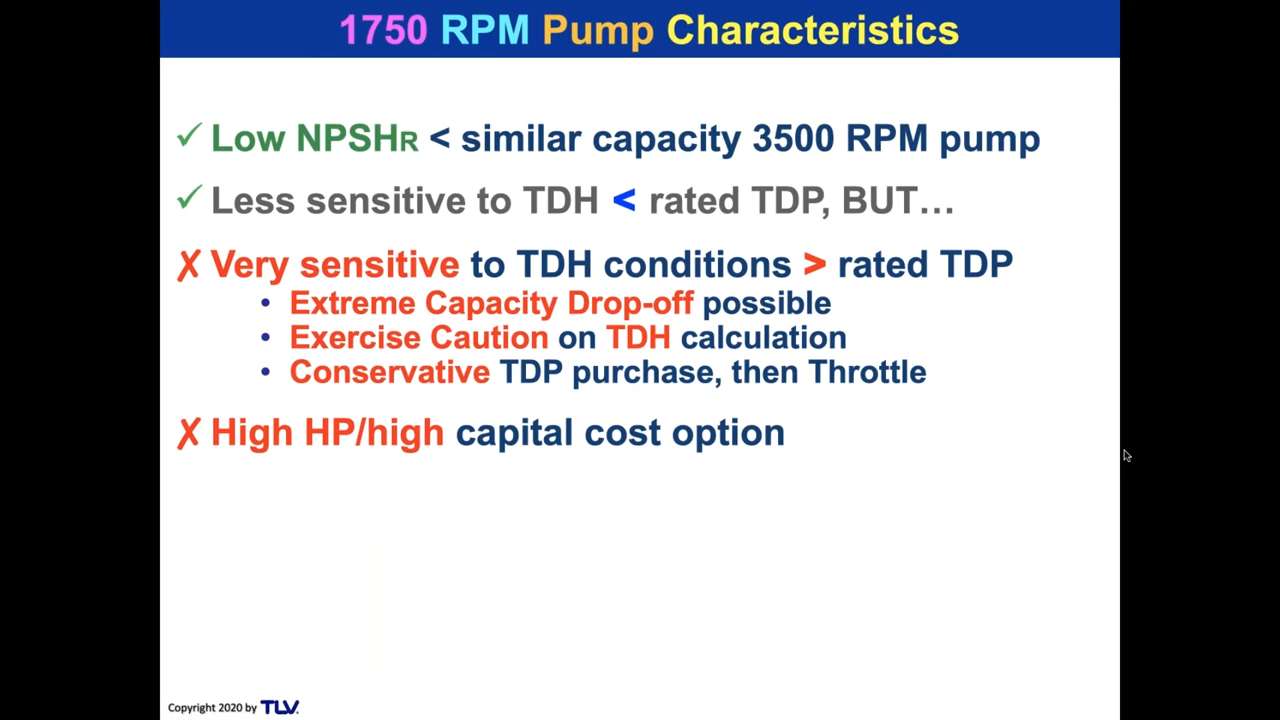 1750 RPM Pump Characteristics
✓ Low NPSHR < similar capacity 3500 RPM pump
✓ Less sensitive to TDH < rated TDP, BUT…
✗ Very sensitive to TDH conditions > rated TDP
• Extreme Capacity Drop-off possible
• Exercise Caution on TDH calculation
• Conservative TDP purchase, then Throttle
✗ High HP/high capital cost option
Copyright 2020 by TLV.